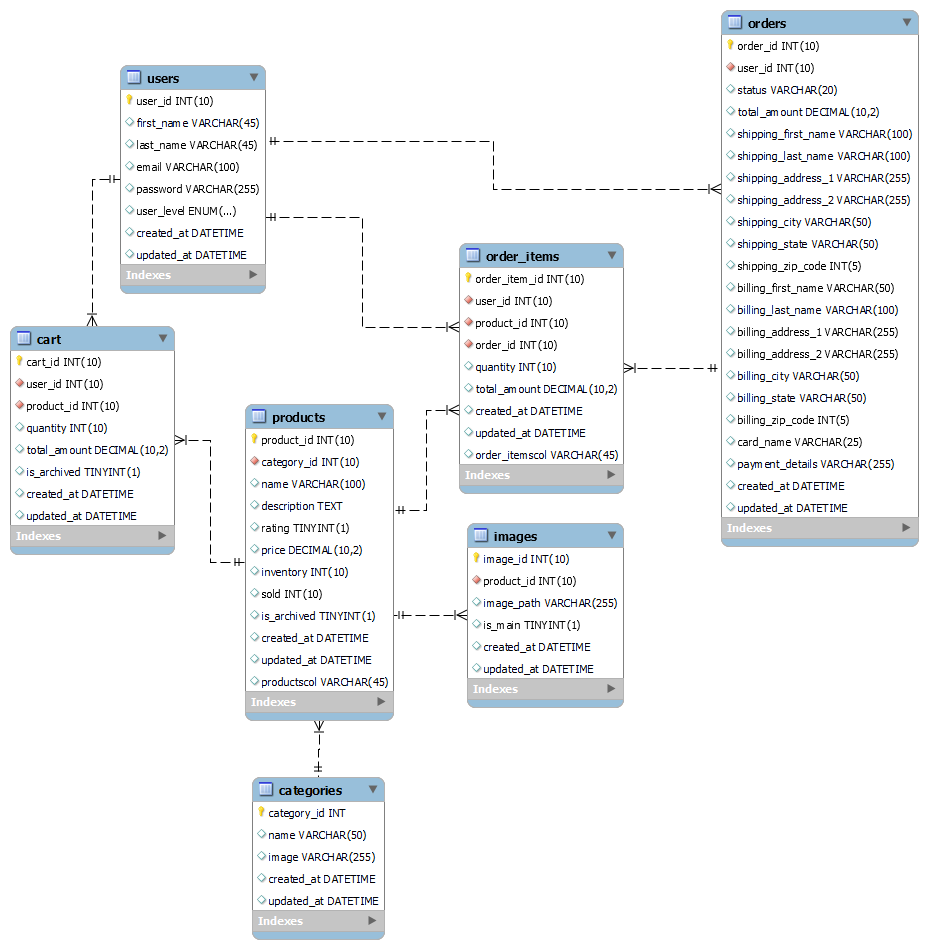 users
user_id INT(10)
first_name VARCHAR(45)
last_name VARCHAR(45)
email VARCHAR(100)
password VARCHAR(255)
user_level ENUM(...)
created_at DATETIME
updated_at DATETIME
Indexes
orders
order_id INT(10)
user_id INT(10)
status VARCHAR(20)
total_amount DECIMAL(10,2)
shipping_first_name VARCHAR(100)
shipping_last_name VARCHAR(100)
shipping_address_1 VARCHAR(255)
shipping_address_2 VARCHAR(255)
shipping_city VARCHAR(50)
shipping_state VARCHAR(50)
shipping_zip_code INT(5)
billing_first_name VARCHAR(50)
billing_last_name VARCHAR(100)
billing_address_1 VARCHAR(255)
billing_address_2 VARCHAR(255)
billing_city VARCHAR(50)
billing_state VARCHAR(50)
billing_zip_code INT(5)
card_name VARCHAR(25)
payment_details VARCHAR(255)
created_at DATETIME
updated_at DATETIME
Indexes
order_items
order_item_id INT(10)
user_id INT(10)
product_id INT(10)
order_id INT(10)
quantity INT(10)
total_amount DECIMAL(10,2)
created_at DATETIME
updated_at DATETIME
order_itemscol VARCHAR(45)
Indexes
cart
cart_id INT(10)
user_id INT(10)
product_id INT(10)
quantity INT(10)
total_amount DECIMAL(10,2)
is_archived TINYINT(1)
created_at DATETIME
updated_at DATETIME
Indexes
products
product_id INT(10)
category_id INT(10)
name VARCHAR(100)
description TEXT
rating TINYINT(1)
price DECIMAL(10,2)
inventory INT(10)
sold INT(10)
is_archived TINYINT(1)
created_at DATETIME
updated_at DATETIME
productscol VARCHAR(45)
Indexes
images
image_id INT(10)
product_id INT(10)
image_path VARCHAR(255)
is_main TINYINT(1)
created_at DATETIME
updated_at DATETIME
Indexes
categories
category_id INT
name VARCHAR(50)
image VARCHAR(255)
created_at DATETIME
updated_at DATETIME
Indexes